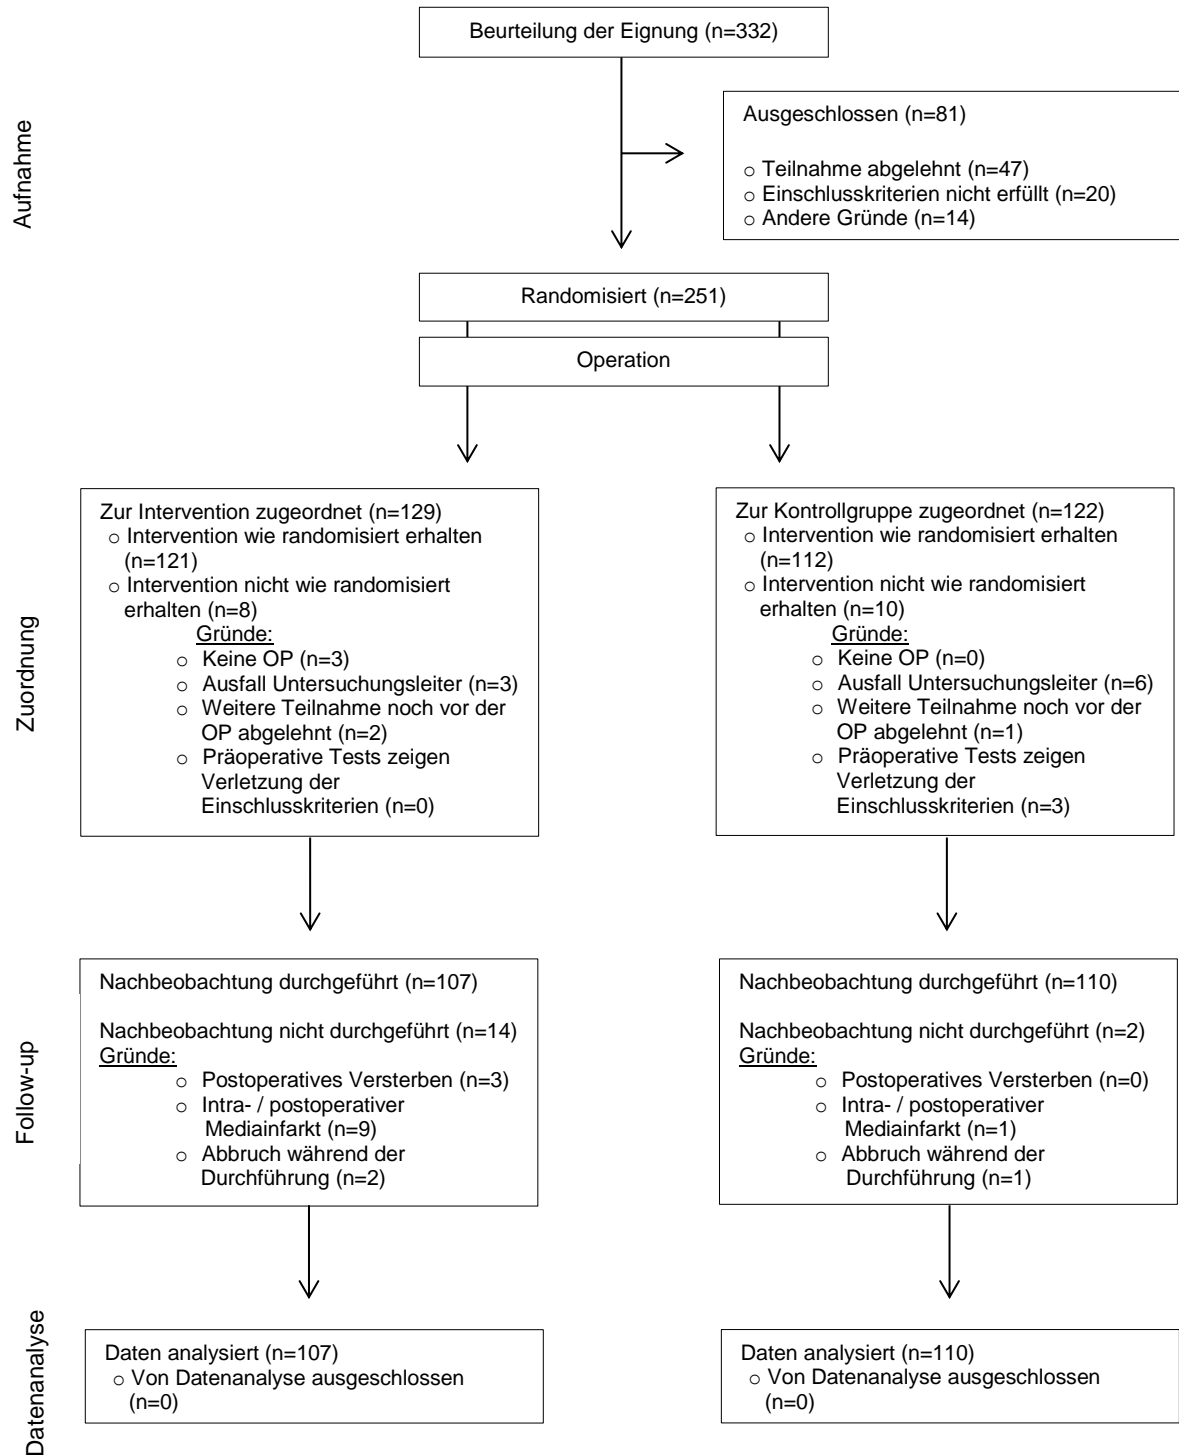 Beurteilung der Eignung (n=332)
Aufnahme
Ausgeschlossen (n=81)
○ Teilnahme abgelehnt (n=47)
○ Einschlusskriterien nicht erfüllt (n=20)
○ Andere Gründe (n=14)
Randomisiert (n=251)
Operation
Zuordnung
Zur Intervention zugeordnet (n=129)
○ Intervention wie randomisiert erhalten
(n=121)
○ Intervention nicht wie randomisiert
erhalten (n=8)
Gründe:
○ Keine OP (n=3)
○ Ausfall Untersuchungsleiter (n=3)
○ Weitere Teilnahme noch vor der
OP abgelehnt (n=2)
○ Präoperative Tests zeigen
Verletzung der
Einschlusskriterien (n=0)
Zur Kontrollgruppe zugeordnet (n=122)
○ Intervention wie randomisiert erhalten
(n=112)
○ Intervention nicht wie randomisiert
erhalten (n=10)
Gründe:
○ Keine OP (n=0)
○ Ausfall Untersuchungsleiter (n=6)
○ Weitere Teilnahme noch vor der
OP abgelehnt (n=1)
○ Präoperative Tests zeigen
Verletzung der
Einschlusskriterien (n=3)
Follow-up
Nachbeobachtung durchgeführt (n=107)
Nachbeobachtung nicht durchgeführt (n=14)
Gründe:
○ Postoperatives Versterben (n=3)
○ Intra- / postoperativer
Mediainfarkt (n=9)
○ Abbruch während der
Durchführung (n=2)
Nachbeobachtung durchgeführt (n=110)
Nachbeobachtung nicht durchgeführt (n=2)
Gründe:
○ Postoperatives Versterben (n=0)
○ Intra- / postoperativer
Mediainfarkt (n=1)
○ Abbruch während der
Durchführung (n=1)
Datenanalyse
Daten analysiert (n=107)
○ Von Datenanalyse ausgeschlossen
(n=0)
Daten analysiert (n=110)
○ Von Datenanalyse ausgeschlossen
(n=0)